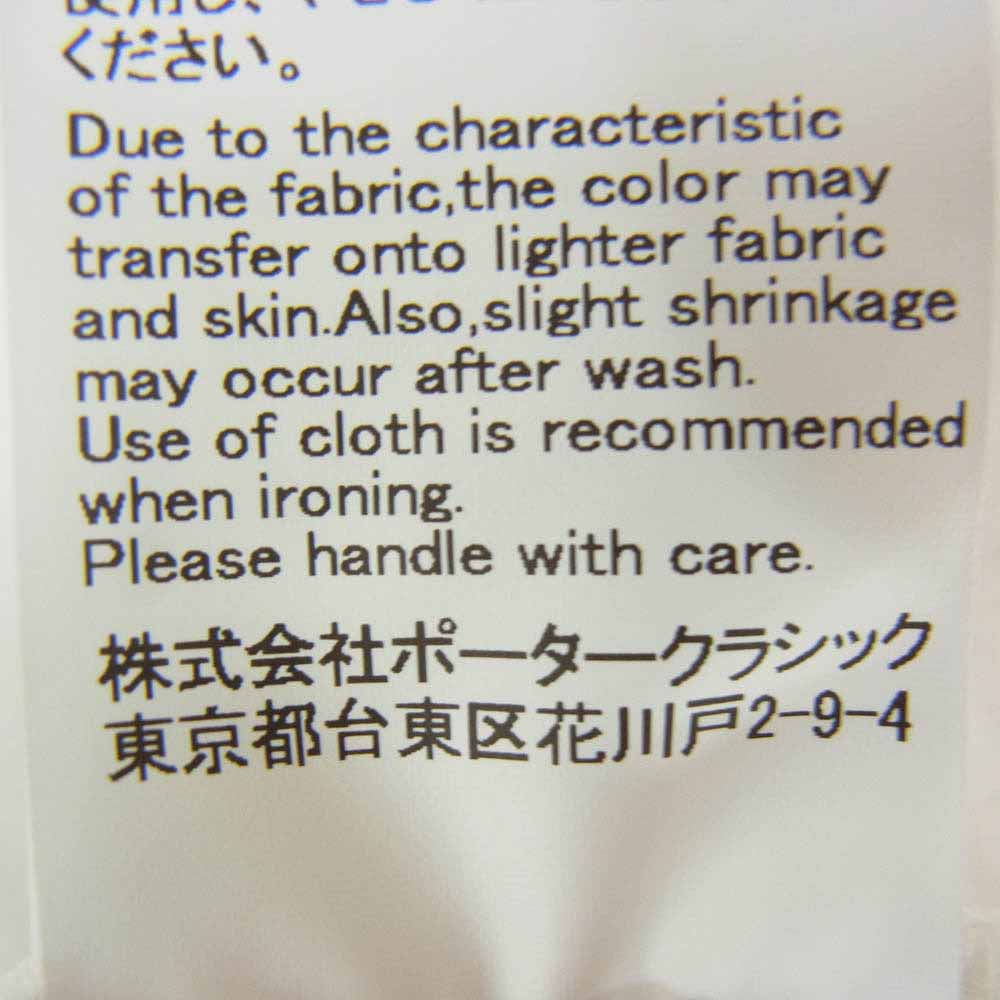 ください。
Due to the characteristic
of the fabric,the color may
transfer onto lighter fabric
and skin.Also,slight shrinkage
may occur after wash.
Use of cloth is recommended
when ironing.
Please handle with care.
株式会社ポータークラシック
東京都台東区花川戸2-9-4